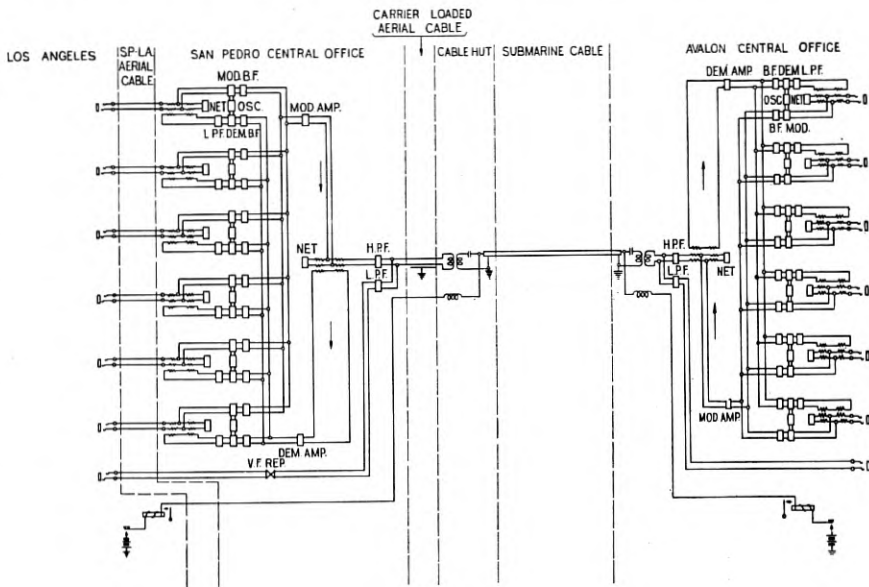 CARRIER LOADED
AERIAL CABLE
LOS ANGELES
SP-LA.
AERIAL
CABLE
SAN PEDRO CENTRAL OFFICE
CABLE HUT
SUBMARINE CABLE
AVALON CENTRAL OFFICE
MOD. B.F.
NET
OSC.
L.P.F. DEM. B.F.
MOD AMP.
DEM AMP.
B.F. DEM L.P.F.
OSC
NET
B.F. MOD.
NET
H.P.F.
L.P.F.
H.P.F.
L.P.F.
NET
MOD AMP.
DEM AMP.
V.F. REP.